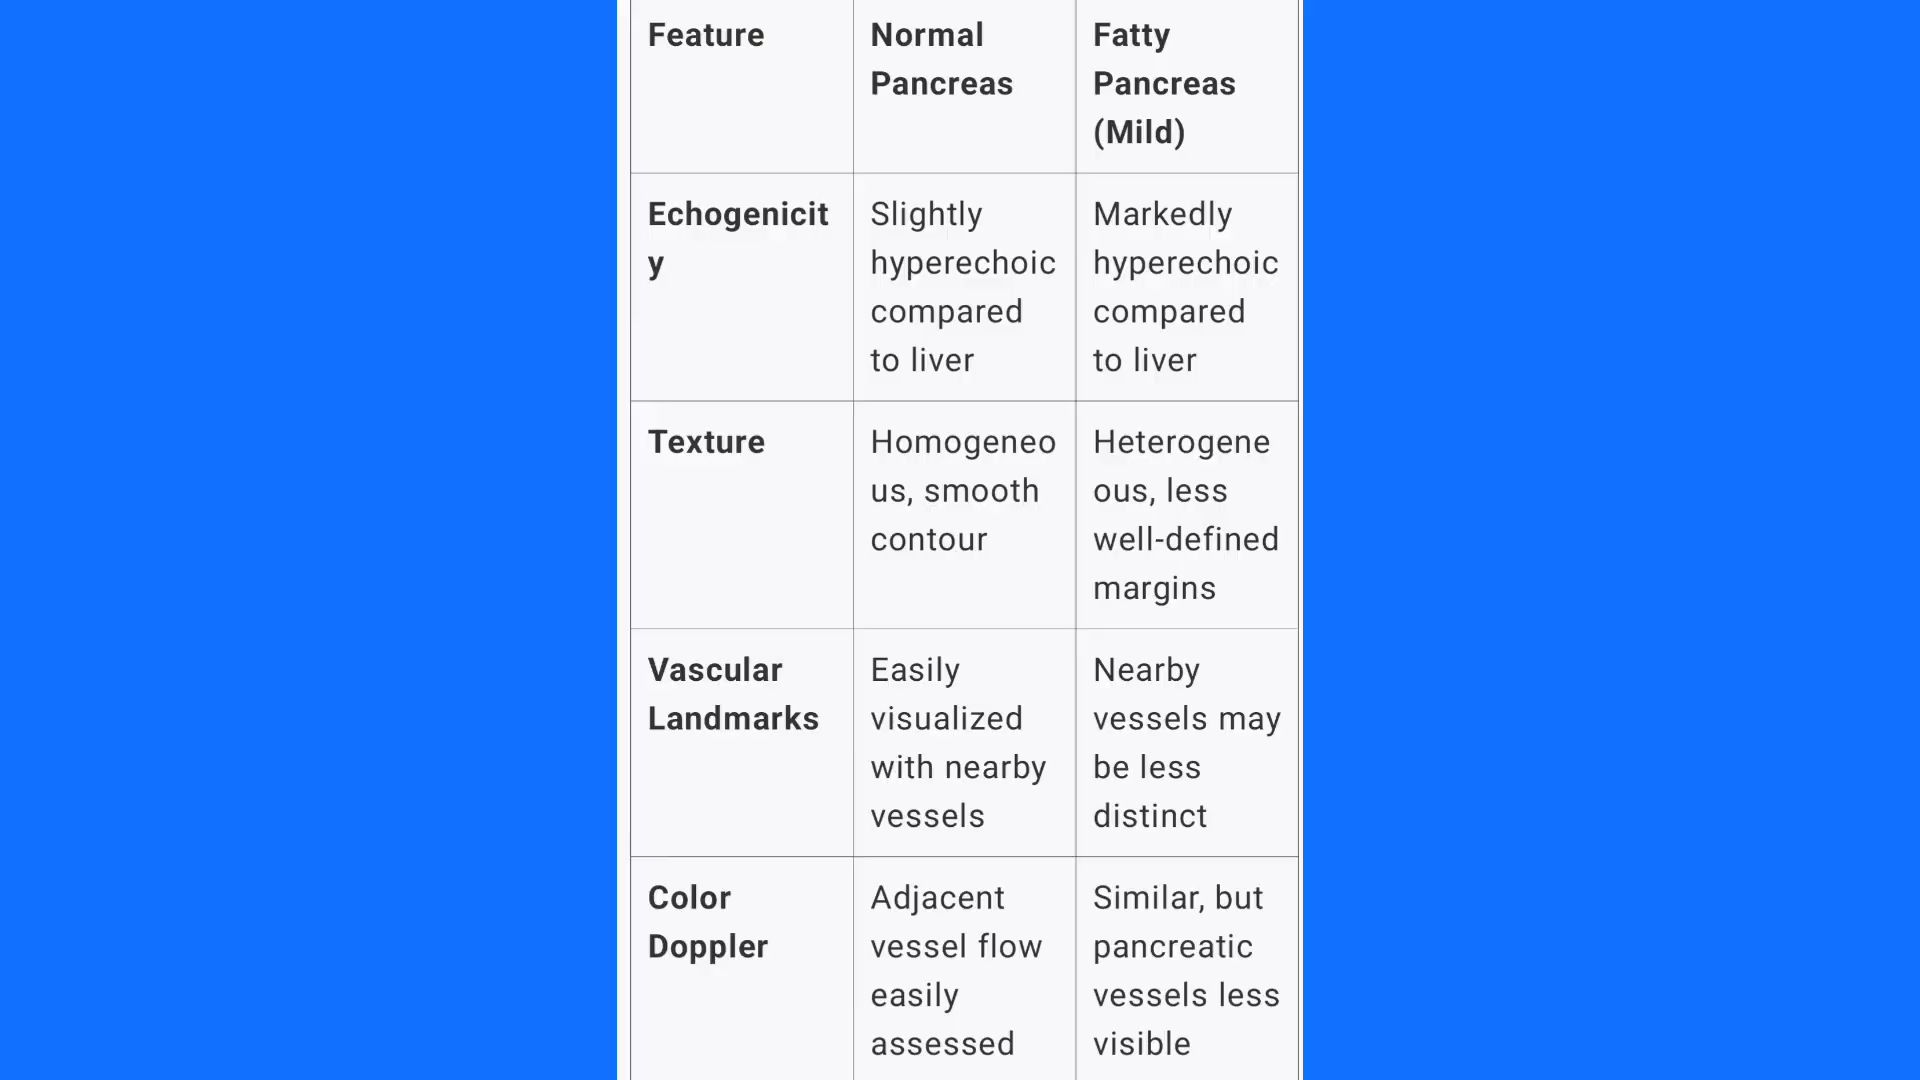 Feature
Normal
Pancreas
Fatty
Pancreas
(Mild)
Echogenicit
y
Slightly
hyperechoic
compared
to liver
Markedly
hyperechoic
compared
to liver
Texture
Homogeneo
us, smooth
contour
Heterogene
ous, less
well-defined
margins
Vascular
Landmarks
Easily
visualized
with nearby
vessels
Nearby
vessels may
be less
distinct
Color
Doppler
Adjacent
vessel flow
easily
assessed
Similar, but
pancreatic
vessels less
visible